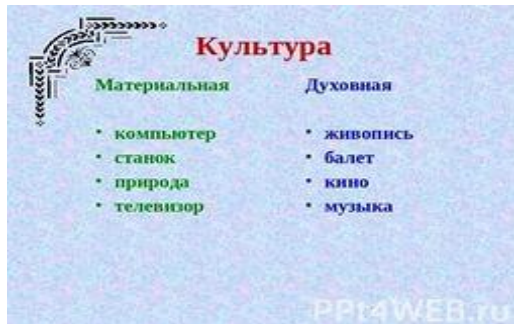 Культура
Материальная
• компьютер
• станок
• природа
• телевизор
Духовная
• живопись
• балет
• кино
• музыка
PPt4WEB.ru